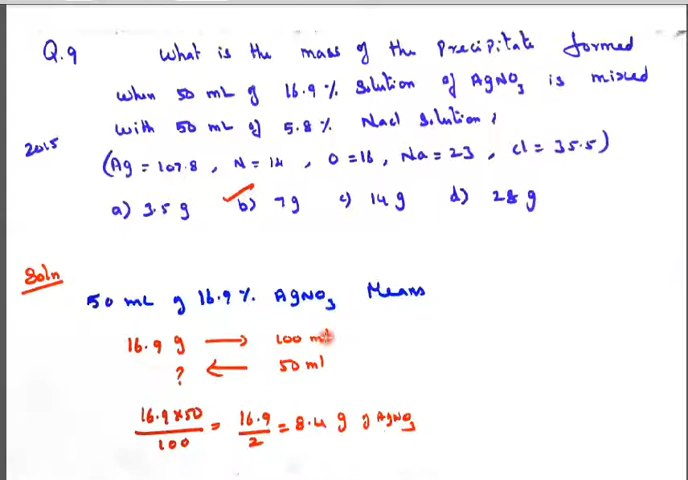 Q.9 What is the mass of the Precipitate formed
when 50 mL of 16.9 % Solution of AgNO3 is mixed
with 50 mL of 5.8 % Nacl Solution ?
2015
(Ag = 107.8 , N = 14 , O = 16 , Na = 23 , cl = 35.5)
a) 3.5 g b) 7g c) 14 g d) 28 g
Soln
50 mL of 16.9 % AgNO3 Means
16.9 g → 100 ml
? ← 50 ml
16.9 x 50 / 100 = 16.9 / 2 = 8.4 g of AgNO3